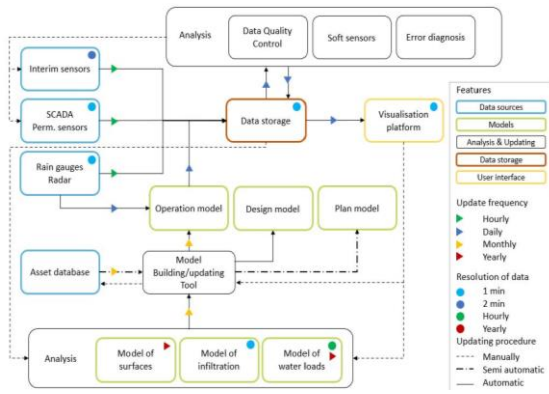 Analysis
Data Quality
Control
Soft sensors
Error diagnosis
Interim sensors
SCADA
Perm. sensors
Data storage
Visualisation
platform
Rain gauges
Radar
Operation model
Design model
Plan model
Asset database
Model
Building/updating
Tool
Analysis
Model of
surfaces
Model of
infiltration
Model of
water loads
Features
Data sources
Models
Analysis & Updating
Data storage
User interface
Update frequency
Hourly
Daily
Monthly
Yearly
Resolution of data
1 min
2 min
Hourly
Yearly
Updating procedure
Manually
Semi automatic
Automatic